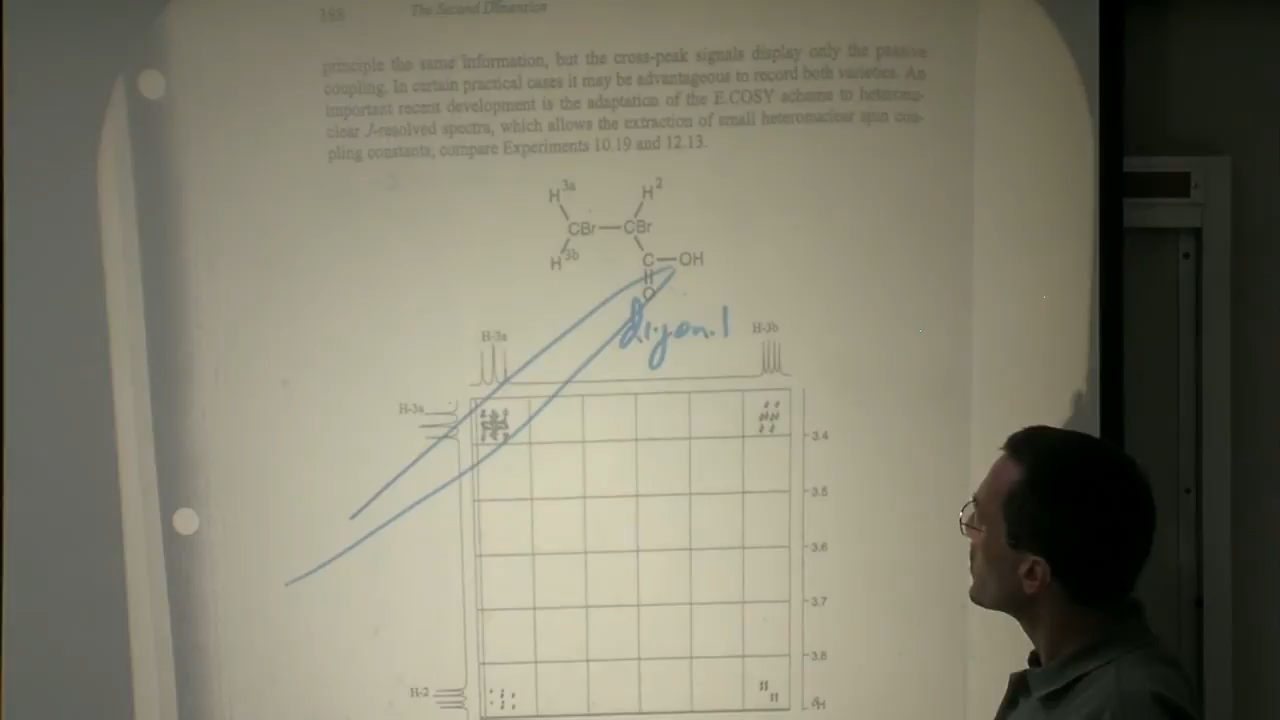 188 The Second Dimension
principle the same information, but the cross-peak signals display only the passive
coupling. In certain practical cases it may be advantageous to record both varieties. An
important recent development is the adaptation of the E.COSY scheme to heteronu-
clear J-resolved spectra, which allows the extraction of small heteronuclear spin cou-
pling constants, compare Experiments 10.19 and 12.13.
H3a H2
CBr—CBr
H3b C—OH
O
H-3a H-3b
H-3a
3.4
3.5
3.6
3.7
3.8
H-2
δH